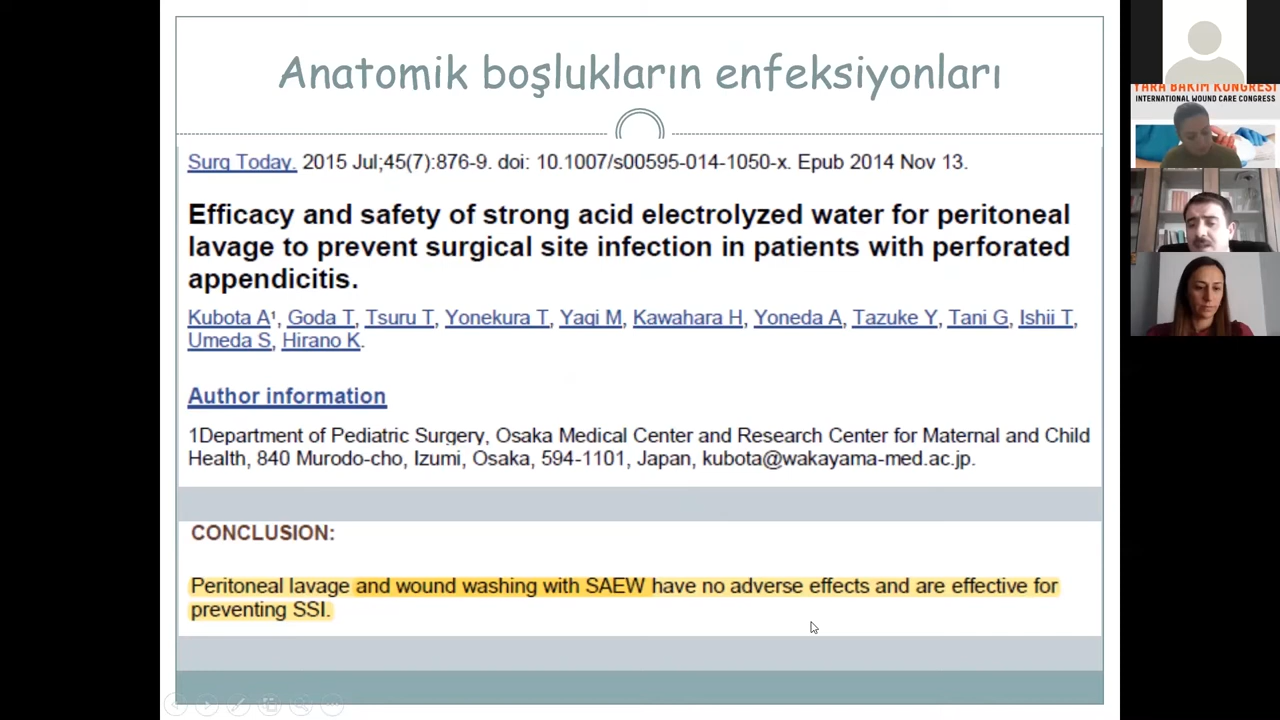 Anatomik boşlukların enfeksiyonları
Surg Today. 2015 Jul;45(7):876-9. doi: 10.1007/s00595-014-1050-x. Epub 2014 Nov 13.
Efficacy and safety of strong acid electrolyzed water for peritoneal
lavage to prevent surgical site infection in patients with perforated
appendicitis.
Kubota A¹, Goda T, Tsuru T, Yonekura T, Yagi M, Kawahara H, Yoneda A, Tazuke Y, Tani G, Ishii T,
Umeda S, Hirano K.
Author information
1Department of Pediatric Surgery, Osaka Medical Center and Research Center for Maternal and Child
Health, 840 Murodo-cho, Izumi, Osaka, 594-1101, Japan, kubota@wakayama-med.ac.jp.
CONCLUSION:
Peritoneal lavage and wound washing with SAEW have no adverse effects and are effective for
preventing SSI.
YARA BAKIM KONGRESİ
INTERNATIONAL WOUND CARE CONGRESS